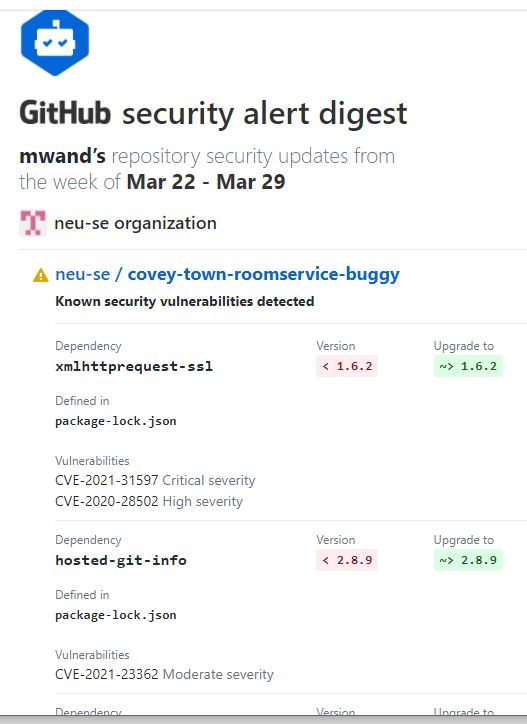 GitHub security alert digest
mwand’s repository security updates from
the week of Mar 22 - Mar 29
neu-se organization
neu-se / covey-town-roomservice-buggy
Known security vulnerabilities detected
Dependency Version Upgrade to
xmlhttprequest-ssl < 1.6.2 ~> 1.6.2
Defined in
package-lock.json
Vulnerabilities
CVE-2021-31597 Critical severity
CVE-2020-28502 High severity
Dependency Version Upgrade to
hosted-git-info < 2.8.9 ~> 2.8.9
Defined in
package-lock.json
Vulnerabilities
CVE-2021-23362 Moderate severity
Dependency Version Upgrade to